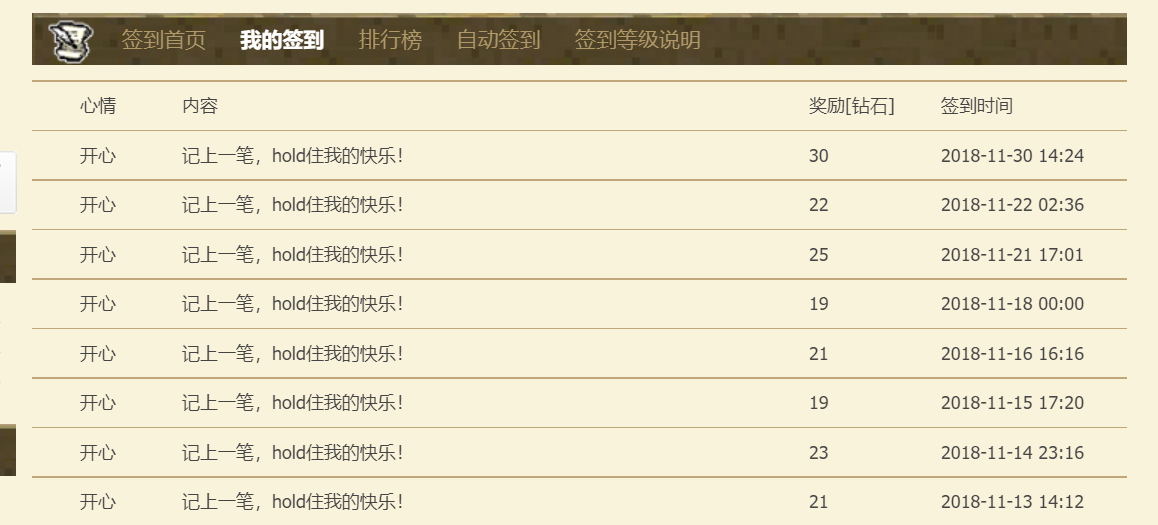 签到首页 我的签到 排行榜 自动签到 签到等级说明
心情 内容 奖励[钻石] 签到时间
开心 记上一笔，hold住我的快乐！ 30 2018-11-30 14:24
开心 记上一笔，hold住我的快乐！ 22 2018-11-22 02:36
开心 记上一笔，hold住我的快乐！ 25 2018-11-21 17:01
开心 记上一笔，hold住我的快乐！ 19 2018-11-18 00:00
开心 记上一笔，hold住我的快乐！ 21 2018-11-16 16:16
开心 记上一笔，hold住我的快乐！ 19 2018-11-15 17:20
开心 记上一笔，hold住我的快乐！ 23 2018-11-14 23:16
开心 记上一笔，hold住我的快乐！ 21 2018-11-13 14:12